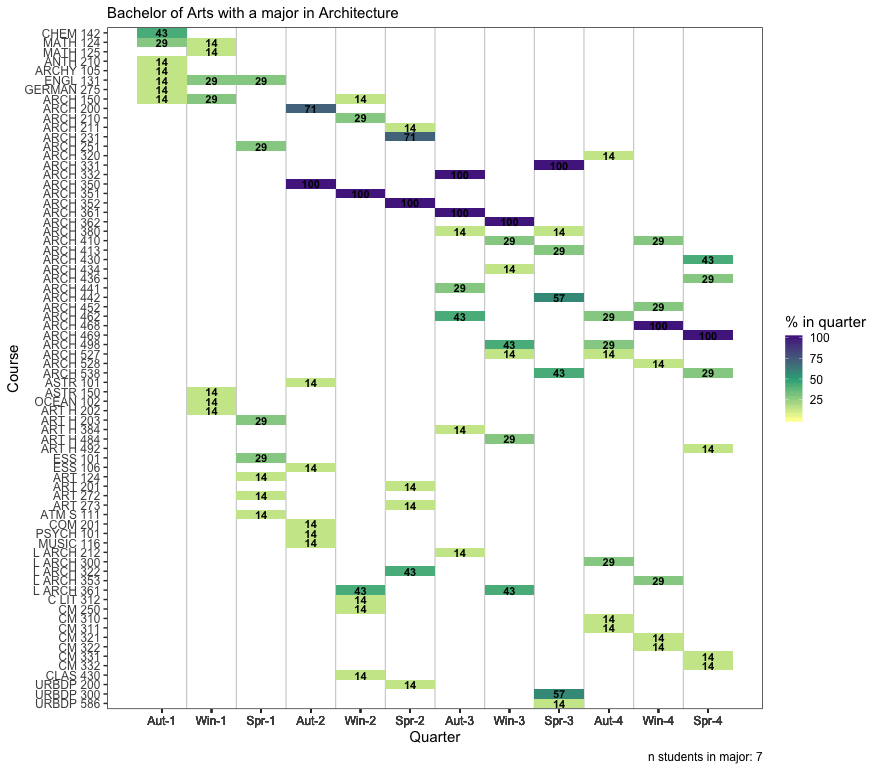 Bachelor of Arts with a major in Architecture
CHEM 142 43
MATH 124 29 14
MATH 125 14
ANTH 210 14
ARCHY 105 14
ENGL 131 14 29 29
GERMAN 275 14
ARCH 150 14 29 14
ARCH 200 71
ARCH 210 29
ARCH 211 14
ARCH 231 71
ARCH 251 29
ARCH 320 14
ARCH 331 100
ARCH 332 100
ARCH 350 100
ARCH 351 100
ARCH 352 100
ARCH 361 100
ARCH 362 100
ARCH 380 14 14
ARCH 410 29 29
ARCH 413 29
ARCH 430 43
ARCH 434 14
ARCH 436 29
ARCH 441 29
ARCH 442 57
ARCH 452 29
ARCH 462 43 29
ARCH 468 100
ARCH 469 100
ARCH 498 43 29
ARCH 527 14 14
ARCH 528 14
ARCH 538 43 29
ASTR 101 14
ASTR 150 14
OCEAN 102 14
ART H 202 14
ART H 203 29
ART H 384 14
ART H 484 29
ART H 492 14
ESS 101 29
ESS 106 14
ART 124 14
ART 201 14
ART 272 14
ART 273 14
ATM S 111 14
COM 201 14
PSYCH 101 14
MUSIC 116 14
L ARCH 212 14
L ARCH 300 29
L ARCH 322 43
L ARCH 353 29
L ARCH 361 43 43
C LIT 312 14
CM 250 14
CM 310 14
CM 311 14
CM 321 14
CM 322 14
CM 331 14
CM 332 14
CLAS 430 14
URBDP 200 14
URBDP 300 57
URBDP 586 14
Course
Aut-1 Win-1 Spr-1 Aut-2 Win-2 Spr-2 Aut-3 Win-3 Spr-3 Aut-4 Win-4 Spr-4
Quarter
% in quarter
100
75
50
25
n students in major: 7